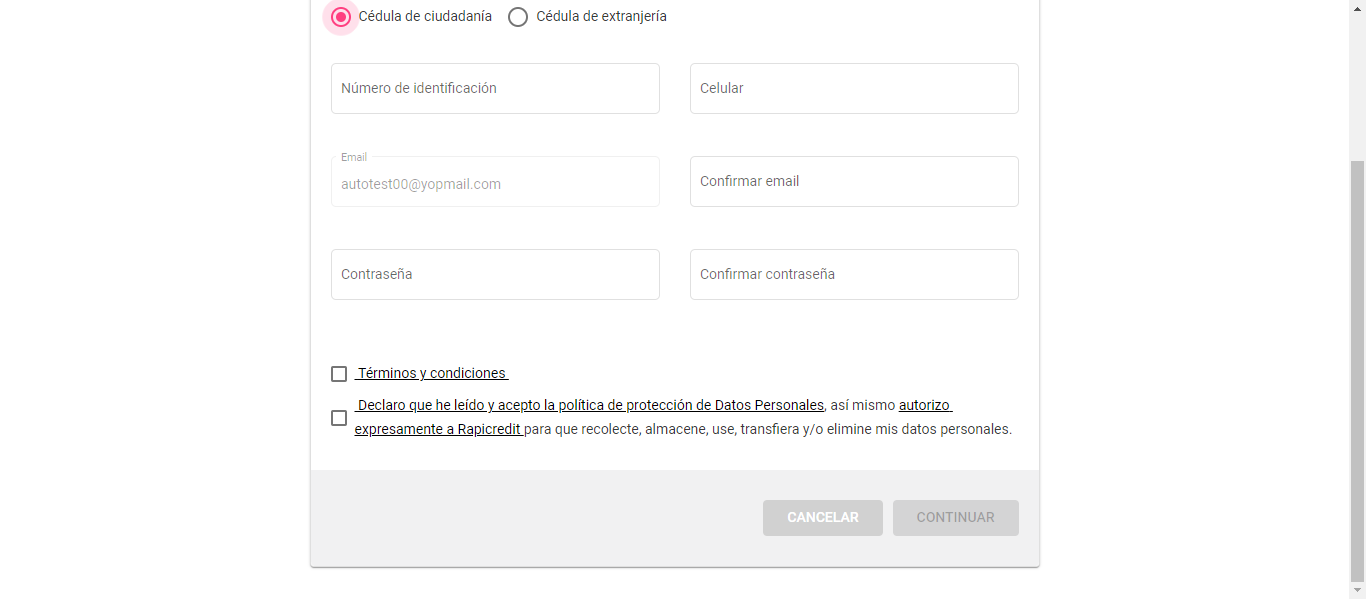 Cédula de ciudadanía Cédula de extranjería
Número de identificación Celular
Email
autotest00@yopmail.com Confirmar email
Contraseña Confirmar contraseña
Términos y condiciones
Declaro que he leído y acepto la política de protección de Datos Personales, así mismo autorizo
expresamente a Rapicredit para que recolecte, almacene, use, transfiera y/o elimine mis datos personales.
CANCELAR CONTINUAR